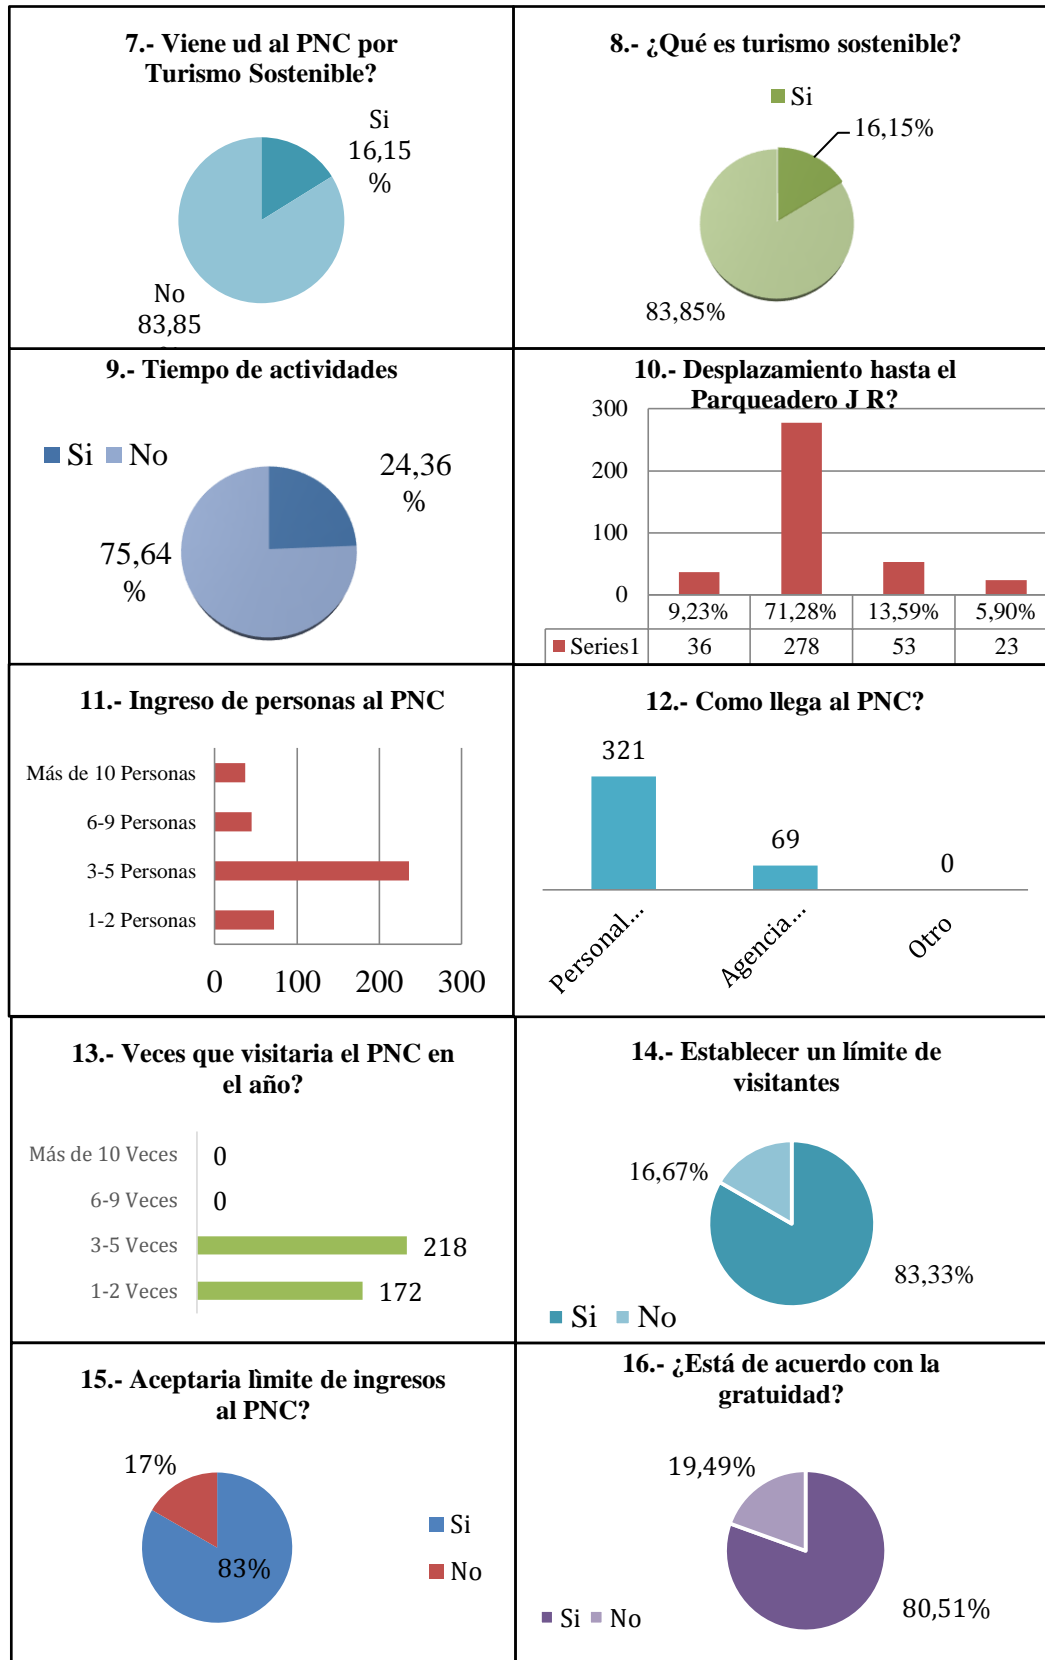 7.- Viene ud al PNC por
Turismo Sostenible?
Si
16,15
%
No
83,85
8.- ¿Qué es turismo sostenible?
Si
16,15%
83,85%
9.- Tiempo de actividades
Si No
24,36
%
75,64
%
10.- Desplazamiento hasta el
Parqueadero J R?
300
200
100
0
9,23% 71,28% 13,59% 5,90%
Series1 36 278 53 23
11.- Ingreso de personas al PNC
Más de 10 Personas
6-9 Personas
3-5 Personas
1-2 Personas
0 100 200 300
12.- Como llega al PNC?
321
69
0
Personal...
Agencia...
Otro
13.- Veces que visitaria el PNC en
el año?
Más de 10 Veces 0
6-9 Veces 0
3-5 Veces 218
1-2 Veces 172
14.- Establecer un límite de
visitantes
16,67%
83,33%
Si No
15.- Aceptaria lìmite de ingresos
al PNC?
17%
83%
Si
No
16.- ¿Está de acuerdo con la
gratuidad?
19,49%
80,51%
Si No